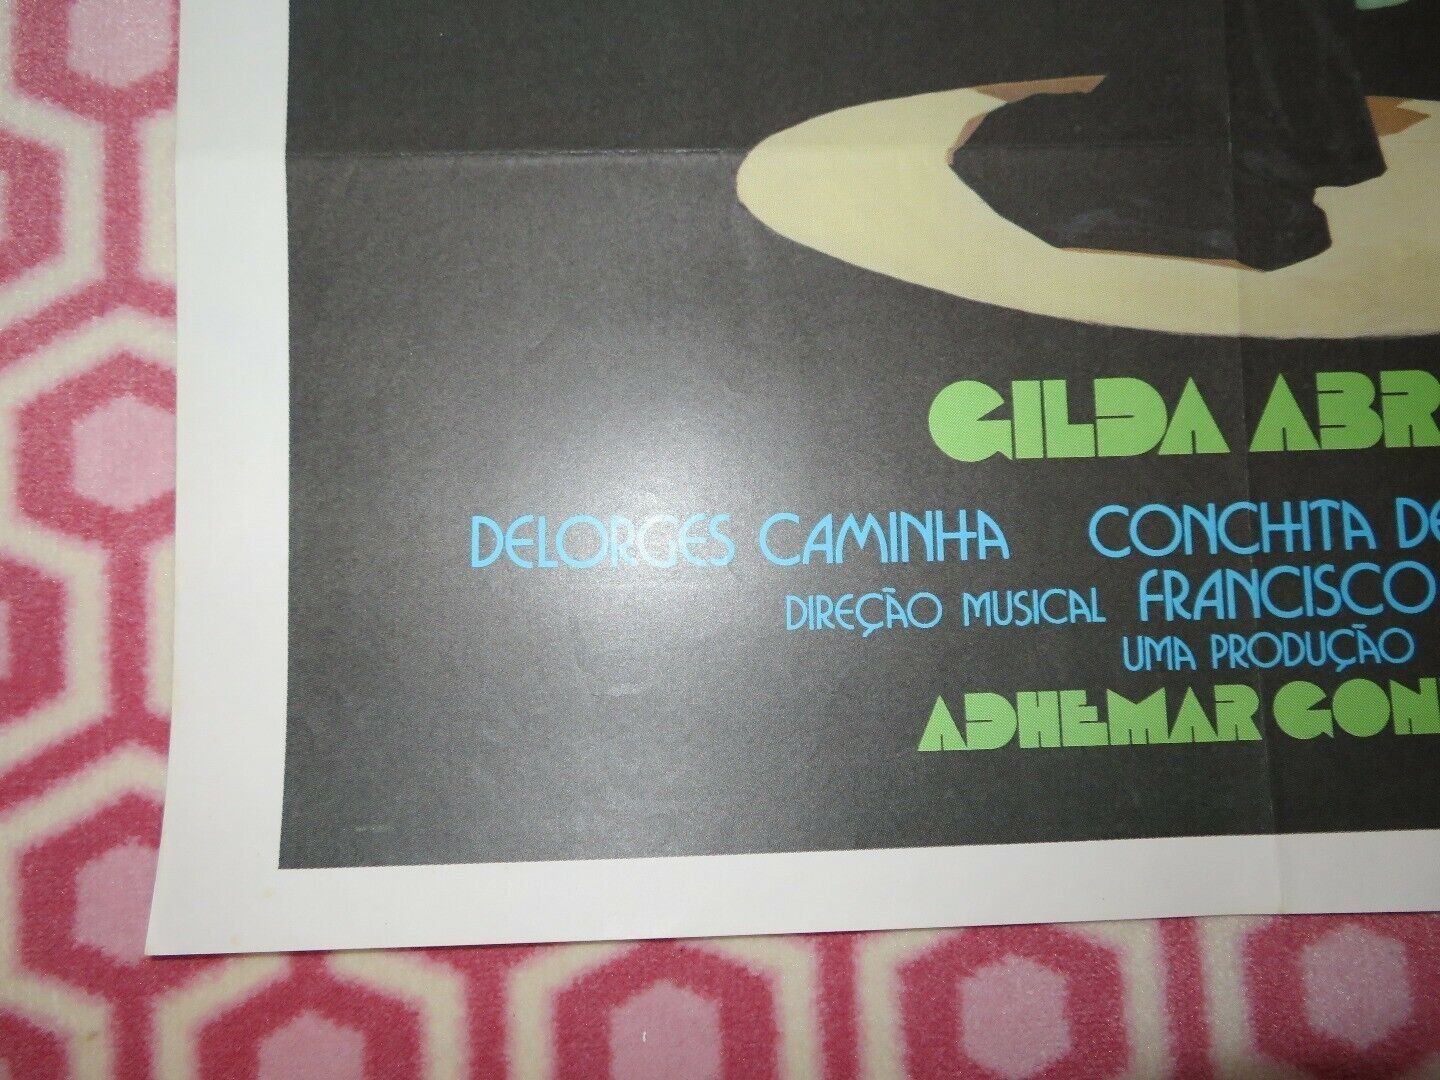 GILDA ABR
DELORGES CAMINHA CONCHITA DE
DIREÇÃO MUSICAL FRANCISCO
UMA PRODUÇÃO
ADHEMAR GON